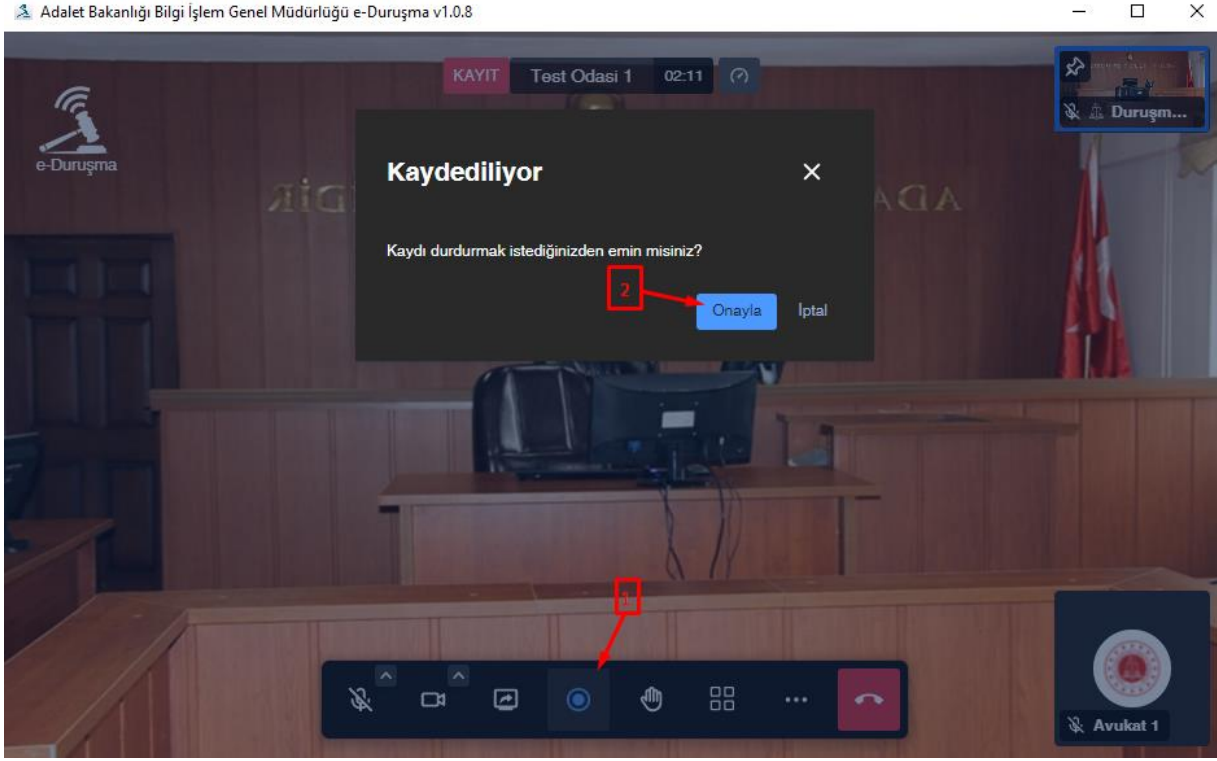 Adalet Bakanlığı Bilgi İşlem Genel Müdürlüğü e-Duruşma v1.0.8
KAYIT Test Odasi 1 02:11
e-Duruşma
Duruşm...
Kaydediliyor
Kaydı durdurmak istediğinizden emin misiniz?
2
Onayla İptal
1
Avukat 1